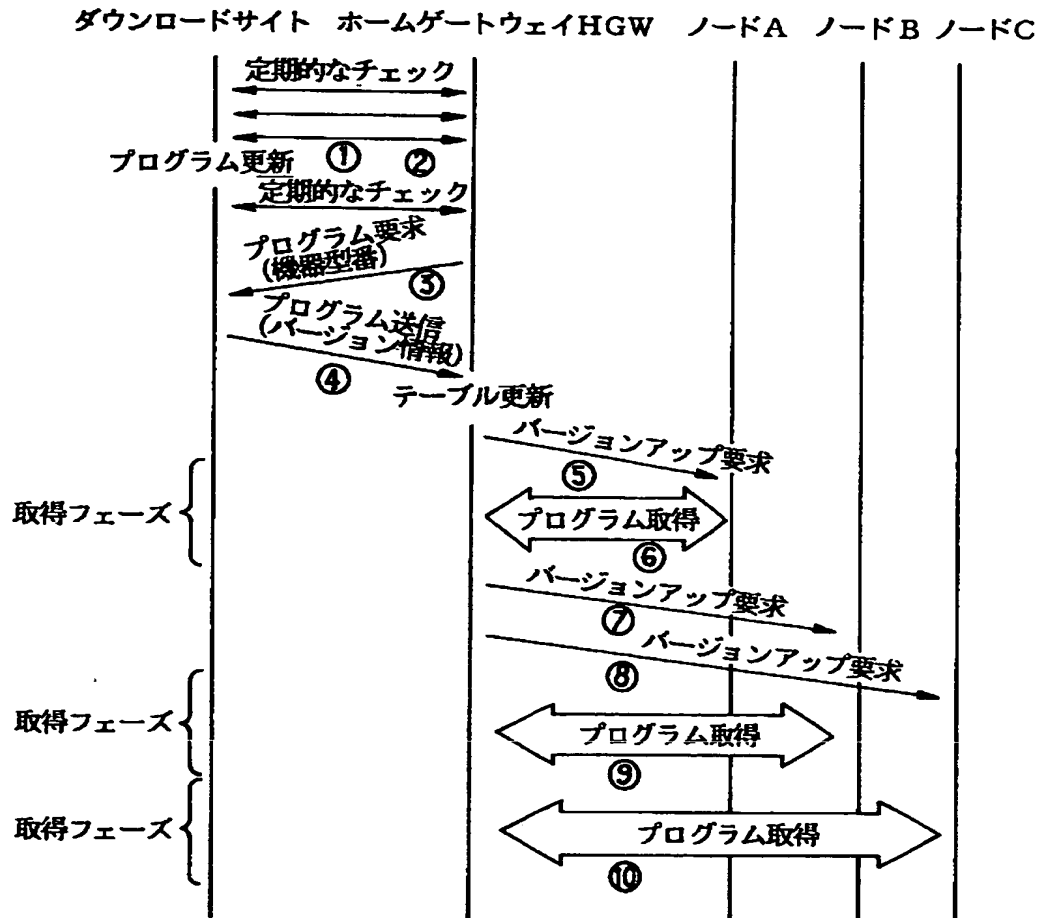 ダウンロードサイト ホームゲートウェイHGW ノードA ノードB ノードC
定期的なチェック
① ②
プログラム更新
定期的なチェック
プログラム要求
(機器型番)
③
プログラム送信
(バージョン情報)
④
テーブル更新
バージョンアップ要求
⑤
取得フェーズ
プログラム取得
⑥
バージョンアップ要求
⑦
バージョンアップ要求
⑧
取得フェーズ
プログラム取得
⑨
取得フェーズ
プログラム取得
⑩